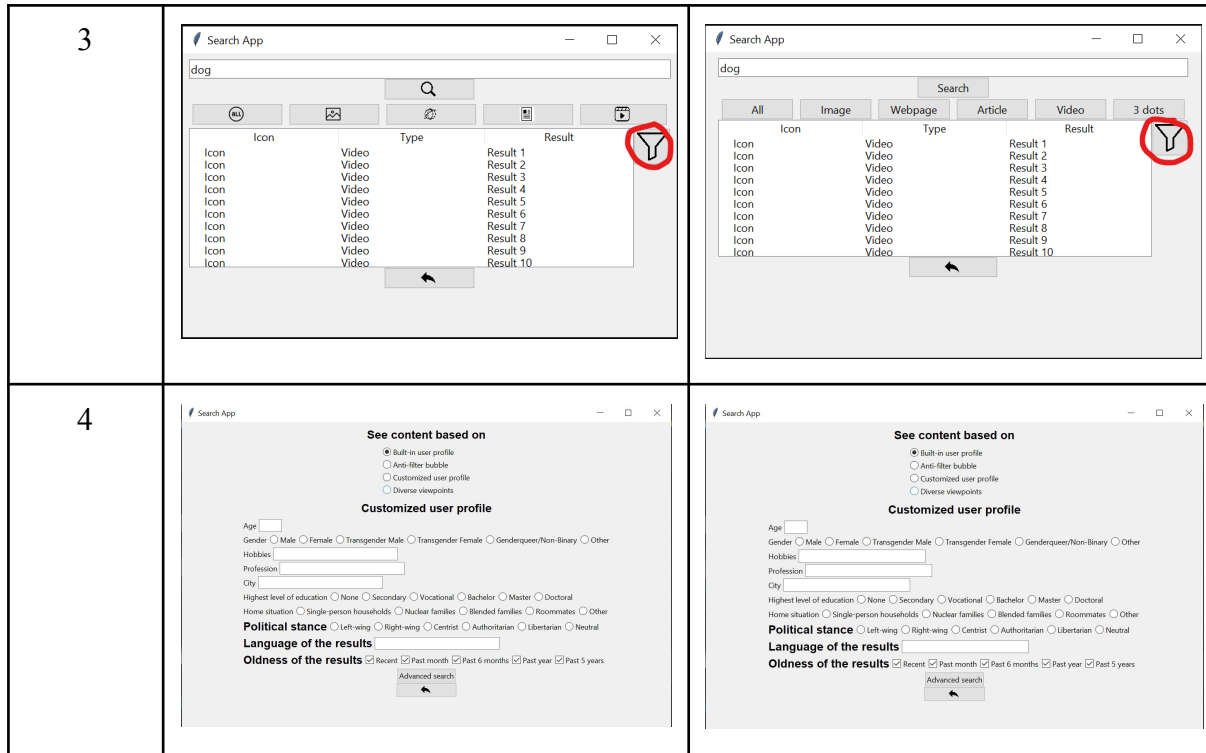 3
Search App
dog
ALL
Icon Type Result
Icon Video Result 1
Icon Video Result 2
Icon Video Result 3
Icon Video Result 4
Icon Video Result 5
Icon Video Result 6
Icon Video Result 7
Icon Video Result 8
Icon Video Result 9
Icon Video Result 10
Search App
dog
Search
All Image Webpage Article Video 3 dots
Icon Type Result
Icon Video Result 1
Icon Video Result 2
Icon Video Result 3
Icon Video Result 4
Icon Video Result 5
Icon Video Result 6
Icon Video Result 7
Icon Video Result 8
Icon Video Result 9
Icon Video Result 10
4
Search App
See content based on
Built-in user profile
Anti-filter bubble
Customized user profile
Diverse viewpoints
Customized user profile
Age
Gender Male Female Transgender Male Transgender Female Genderqueer/Non-Binary Other
Hobbies
Profession
City
Highest level of education None Secondary Vocational Bachelor Master Doctoral
Home situation Single-person households Nuclear families Blended families Roommates Other
Political stance Left-wing Right-wing Centrist Authoritarian Libertarian Neutral
Language of the results
Oldness of the results Recent Past month Past 6 months Past year Past 5 years
Advanced search
Search App
See content based on
Built-in user profile
Anti-filter bubble
Customized user profile
Diverse viewpoints
Customized user profile
Age
Gender Male Female Transgender Male Transgender Female Genderqueer/Non-Binary Other
Hobbies
Profession
City
Highest level of education None Secondary Vocational Bachelor Master Doctoral
Home situation Single-person households Nuclear families Blended families Roommates Other
Political stance Left-wing Right-wing Centrist Authoritarian Libertarian Neutral
Language of the results
Oldness of the results Recent Past month Past 6 months Past year Past 5 years
Advanced search